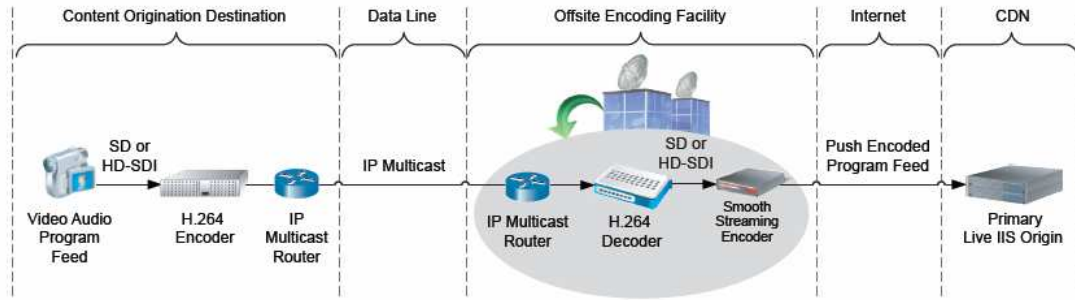 Content Origination Destination
Data Line
Offsite Encoding Facility
Internet
CDN
SD or
HD-SDI
IP Multicast
SD or
HD-SDI
Push Encoded
Program Feed
Video Audio
Program
Feed
H.264
Encoder
IP
Multicast
Router
IP Multicast
Router
H.264
Decoder
Smooth
Streaming
Encoder
Primary
Live IIS Origin